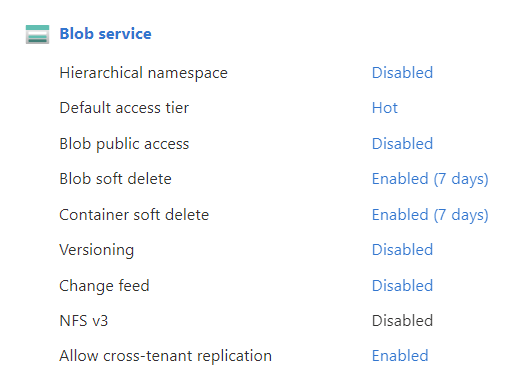 Blob service
Hierarchical namespace Disabled
Default access tier Hot
Blob public access Disabled
Blob soft delete Enabled (7 days)
Container soft delete Enabled (7 days)
Versioning Disabled
Change feed Disabled
NFS v3 Disabled
Allow cross-tenant replication Enabled